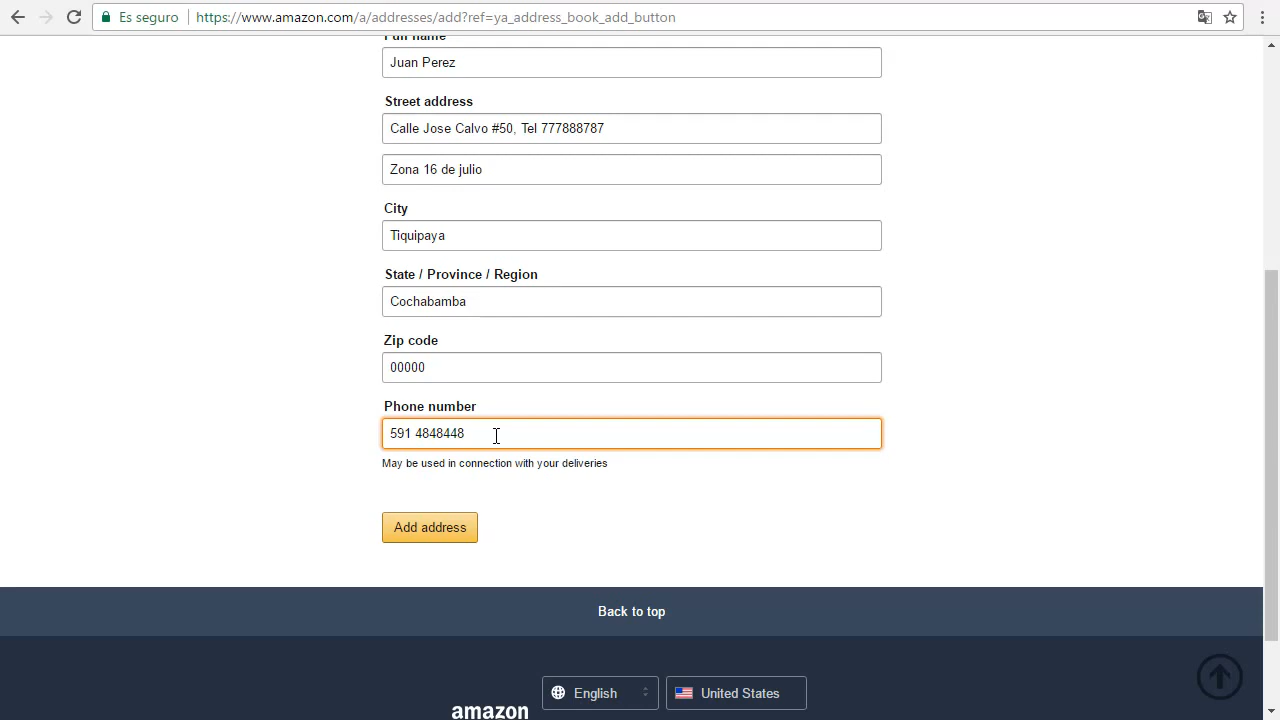 Es seguro https://www.amazon.com/a/addresses/add?ref=ya_address_book_add_button
Full name
Juan Perez
Street address
Calle Jose Calvo #50, Tel 777888787
Zona 16 de julio
City
Tiquipaya
State / Province / Region
Cochabamba
Zip code
00000
Phone number
591 4848448
May be used in connection with your deliveries
Add address
Back to top
English United States
amazon